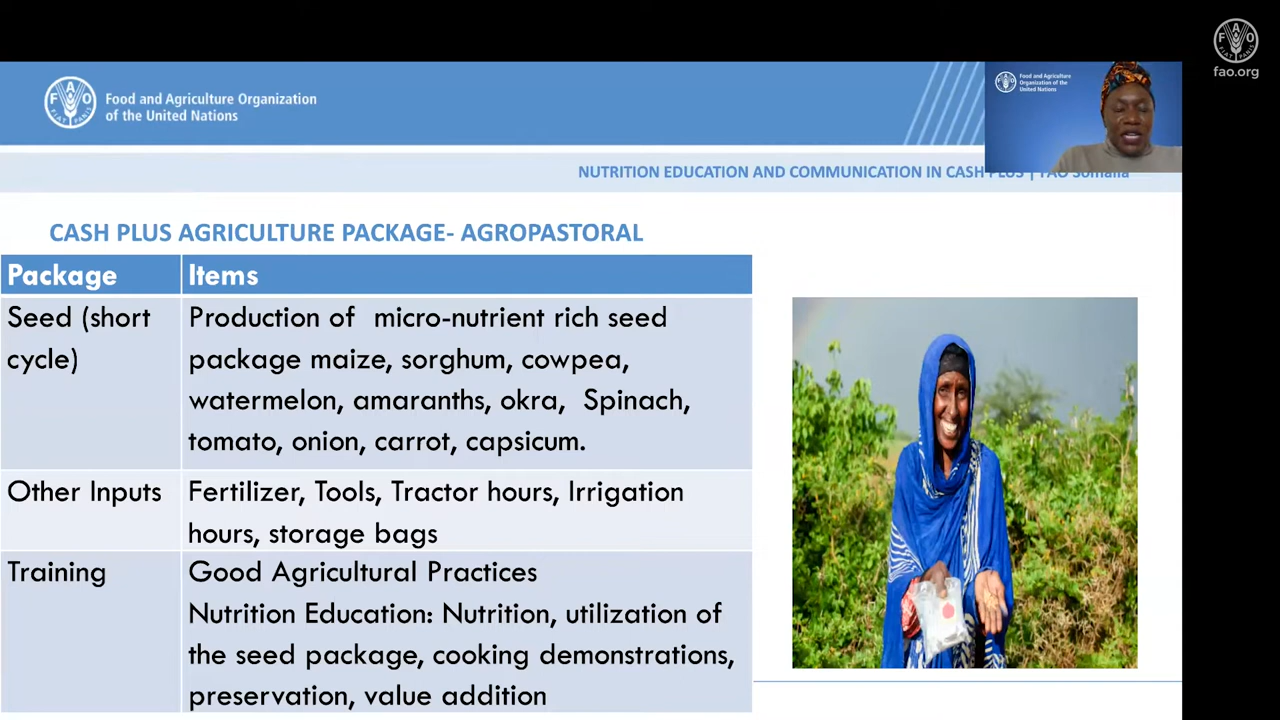 FAO
FIAT PANIS
fao.org
Food and Agriculture Organization
of the United Nations
Food and Agriculture
Organization of the
United Nations
NUTRITION EDUCATION AND COMMUNICATION IN CASH PLUS | FAO Somalia
CASH PLUS AGRICULTURE PACKAGE- AGROPASTORAL
Package Items
Seed (short Production of micro-nutrient rich seed
cycle) package maize, sorghum, cowpea,
watermelon, amaranths, okra, Spinach,
tomato, onion, carrot, capsicum.
Other Inputs Fertilizer, Tools, Tractor hours, Irrigation
hours, storage bags
Training Good Agricultural Practices
Nutrition Education: Nutrition, utilization of
the seed package, cooking demonstrations,
preservation, value addition